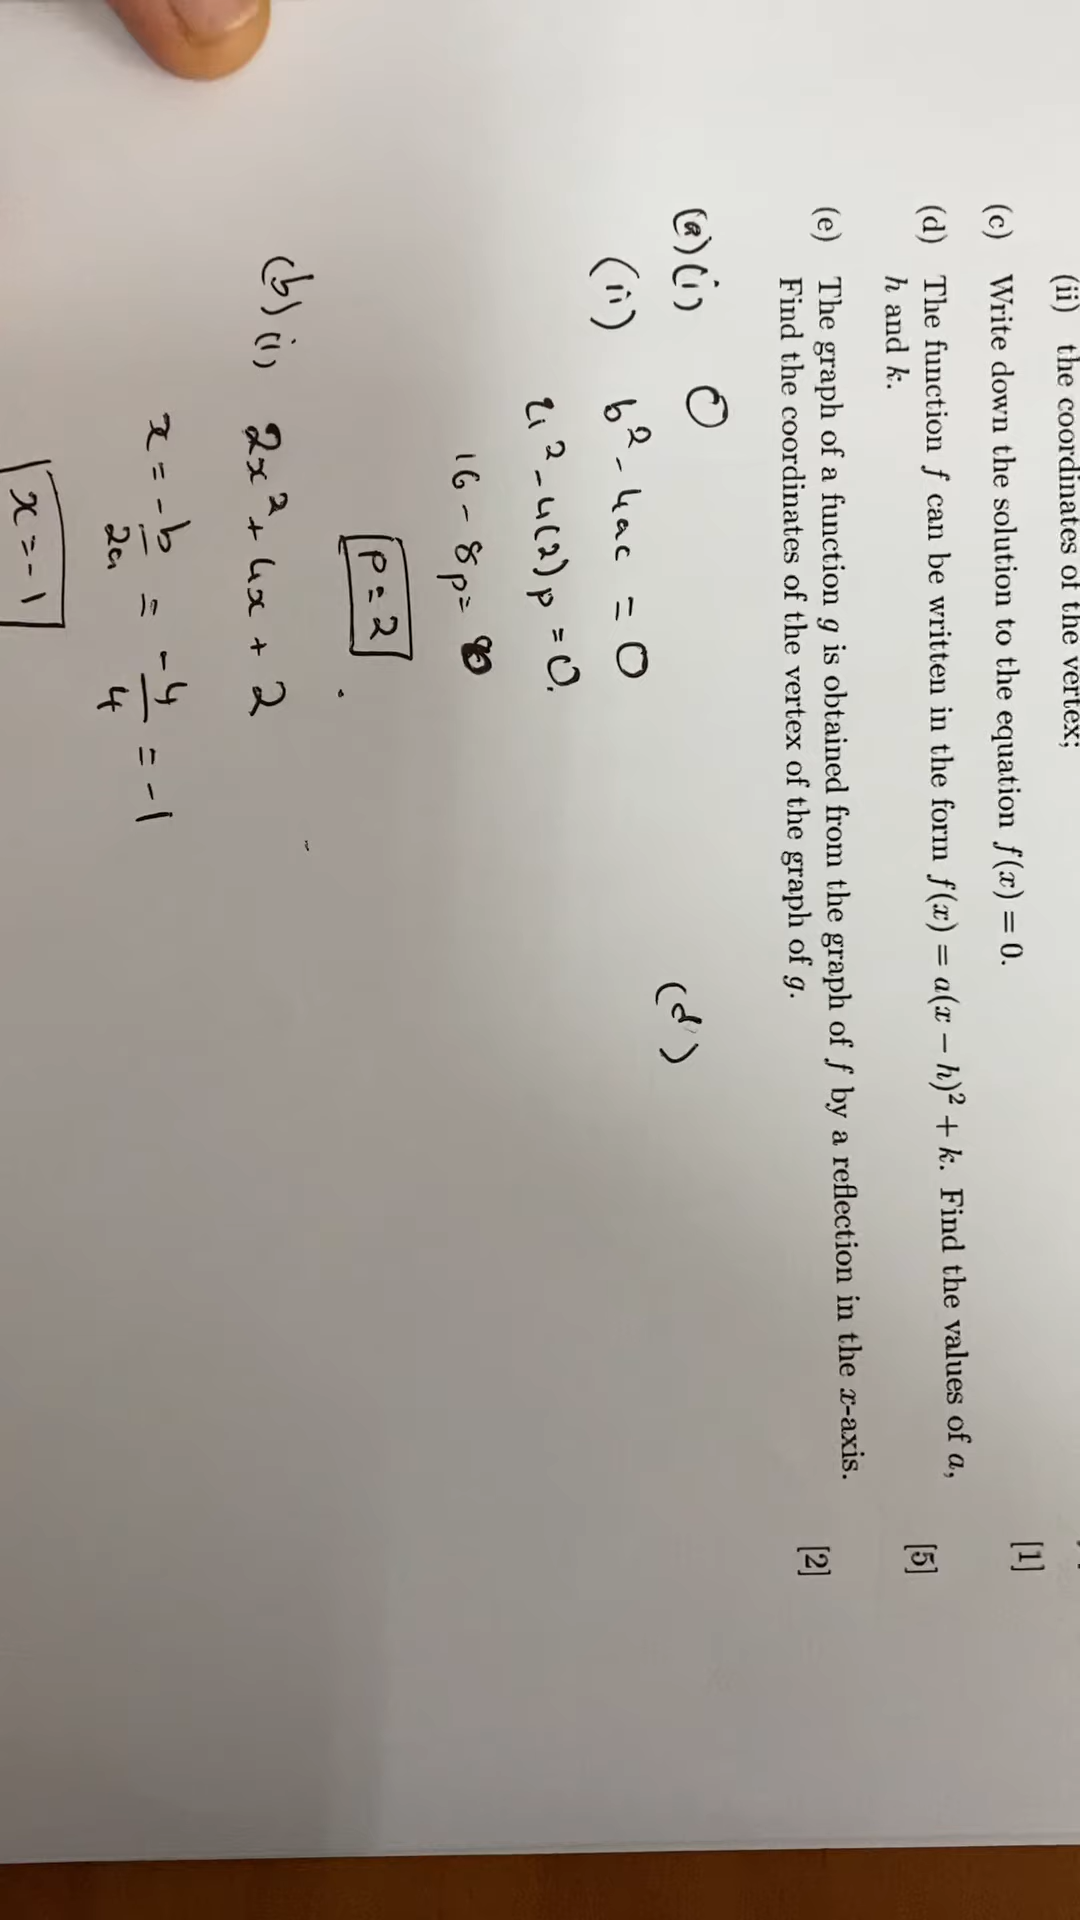 (ii) the coordinates of the vertex;
(c) Write down the solution to the equation f(x) = 0. [1]
(d) The function f can be written in the form f(x) = a(x − h)² + k. Find the values of a,
h and k. [5]
(e) The graph of a function g is obtained from the graph of f by a reflection in the x-axis.
Find the coordinates of the vertex of the graph of g. [2]
(a) (i) 0
(ii) b² - 4ac = 0
4² - 4(2)p = 0.
16 - 8p = 0
p = 2
(b) (i) 2x² + 4x + 2
x = -b/2a = -4/4 = -1
x = -1
(d)